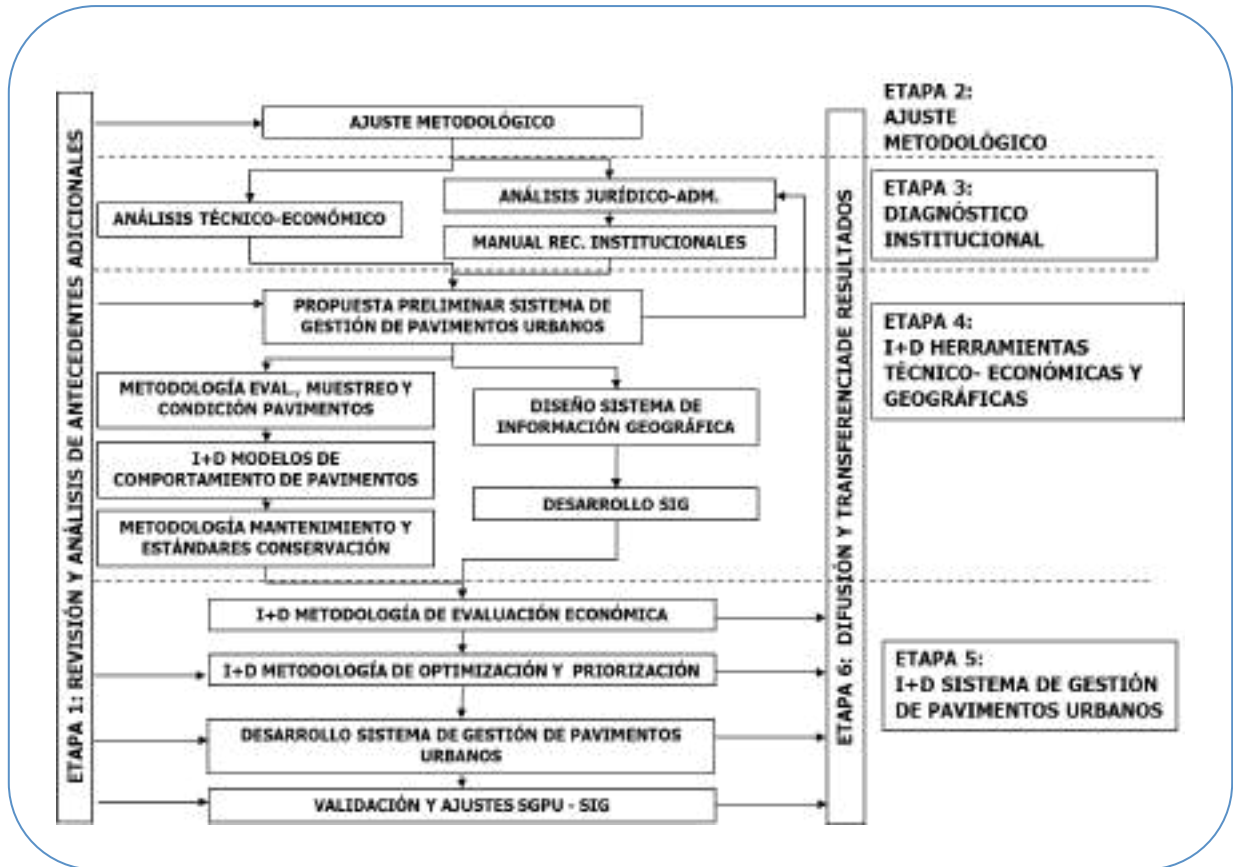 ETAPA 1:: REVISIÓN Y ANÁLISIS DE ANTECEDENTES ADICIONALES
AJUSTE METODOLÓGICO
ANÁLISIS TÉCNICO-ECONÓMICO
ANÁLISIS JURÍDICO-ADM.
MANUAL REC. INSTITUCIONALES
PROPUESTA PRELIMINAR SISTEMA DE
GESTIÓN DE PAVIMENTOS URBANOS
METODOLOGÍA EVAL., MUESTREO Y
CONDICIÓN PAVIMENTOS
I+D MODELOS DE
COMPORTAMIENTO DE PAVIMENTOS
METODOLOGÍA MANTENIMIENTO Y
ESTÁNDARES CONSERVACIÓN
DISEÑO SISTEMA DE
INFORMACIÓN GEOGRÁFICA
DESARROLLO SIG
I+D METODOLOGÍA DE EVALUACIÓN ECONÓMICA
I+D METODOLOGÍA DE OPTIMIZACIÓN Y PRIORIZACIÓN
DESARROLLO SISTEMA DE GESTIÓN DE PAVIMENTOS
URBANOS
VALIDACIÓN Y AJUSTES SGPU - SIG
ETAPA 6: DIFUSIÓN Y TRANSFERENCIADE RESULTADOS
ETAPA 2:
AJUSTE
METODOLÓGICO
ETAPA 3:
DIAGNÓSTICO
INSTITUCIONAL
ETAPA 4:
I+D HERRAMIENTAS
TÉCNICO- ECONÓMICAS Y
GEOGRÁFICAS
ETAPA 5:
I+D SISTEMA DE GESTIÓN
DE PAVIMENTOS URBANOS